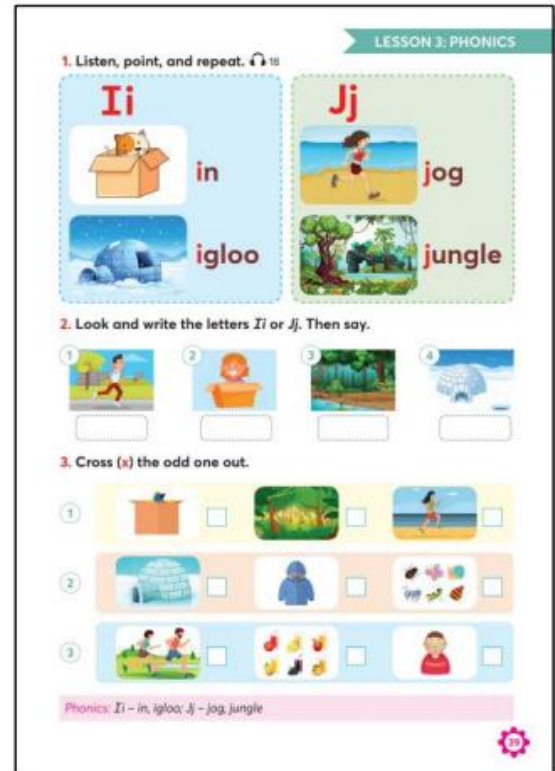 LESSON 3: PHONICS
1. Listen, point, and repeat. 18
Ii
in
igloo
Jj
jog
jungle
2. Look and write the letters Ii or Jj. Then say.
1
2
3
4
3. Cross (x) the odd one out.
1
2
3
Phonics: Ii – in, igloo; Jj – jog, jungle
39